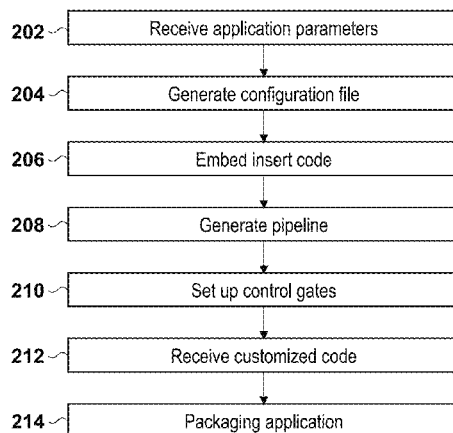 202 Receive application parameters
204 Generate configuration file
206 Embed insert code
208 Generate pipeline
210 Set up control gates
212 Receive customized code
214 Packaging application